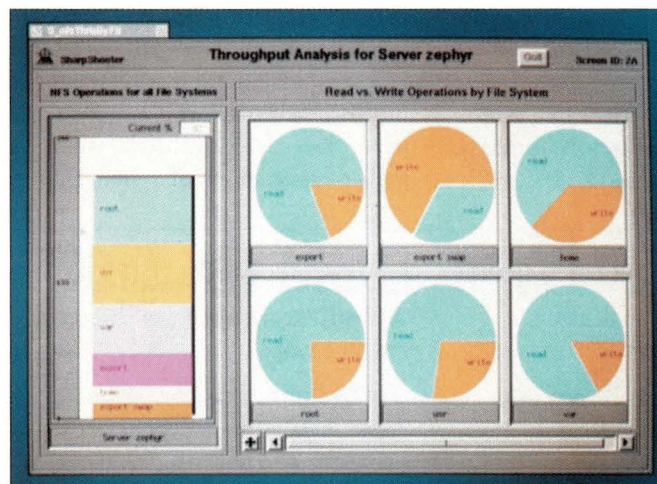 SharpShooter
Throughput Analysis for Server zephyr
Quit
Screen ID: 2A
NFS Operations for all File Systems
Read vs. Write Operations by File System
Current %
root
usr
var
export
home
export swap
Server zephyr
read
write
export
write
read
export swap
read
write
home
read
write
root
read
write
usr
read
write
var